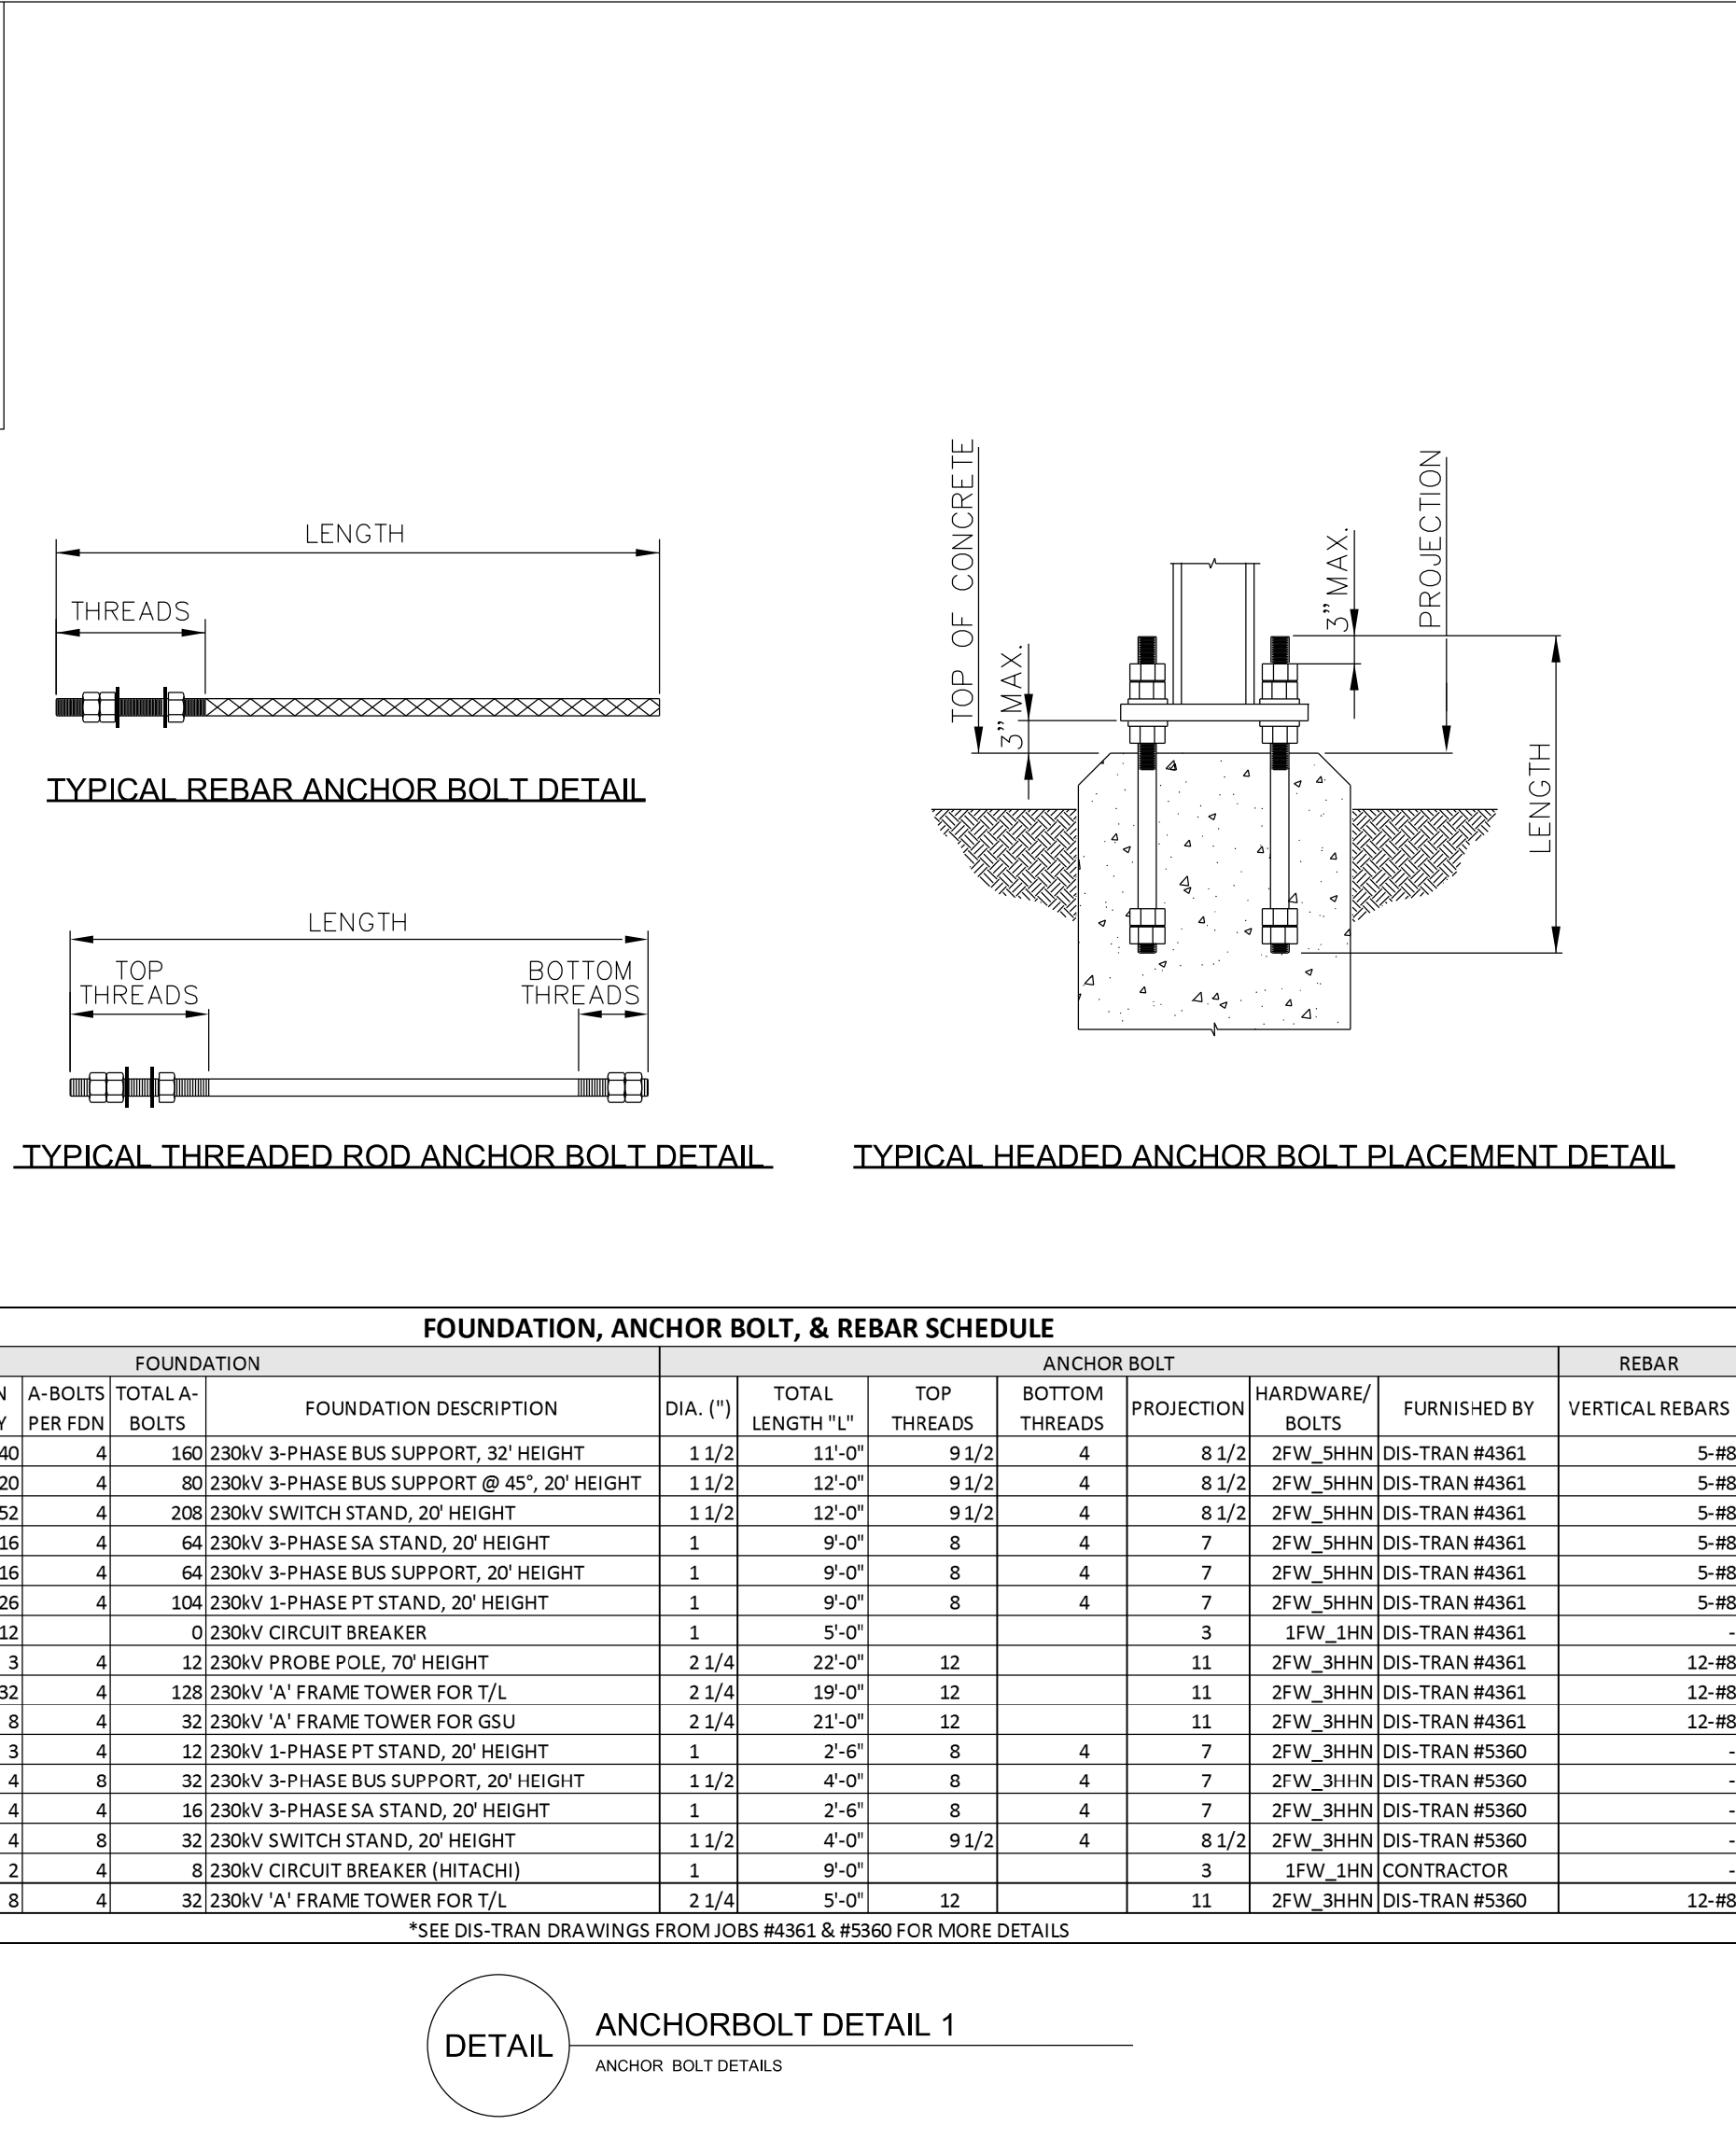 LENGTH
THREADS
TYPICAL REBAR ANCHOR BOLT DETAIL
LENGTH
TOP
THREADS
BOTTOM
THREADS
TYPICAL THREADED ROD ANCHOR BOLT DETAIL
TOP OF CONCRETE
3" MAX.
3" MAX.
PROJECTION
LENGTH
TYPICAL HEADED ANCHOR BOLT PLACEMENT DETAIL
FOUNDATION, ANCHOR BOLT, & REBAR SCHEDULE
FOUNDATION ANCHOR BOLT REBAR
N A-BOLTS TOTAL A- TOTAL TOP BOTTOM HARDWARE/
Y PER FDN BOLTS FOUNDATION DESCRIPTION DIA. (") LENGTH "L" THREADS THREADS PROJECTION BOLTS FURNISHED BY VERTICAL REBARS
40 4 160 230kV 3-PHASE BUS SUPPORT, 32' HEIGHT 1 1/2 11'-0" 9 1/2 4 8 1/2 2FW_5HHN DIS-TRAN #4361 5-#8
20 4 80 230kV 3-PHASE BUS SUPPORT @ 45°, 20' HEIGHT 1 1/2 12'-0" 9 1/2 4 8 1/2 2FW_5HHN DIS-TRAN #4361 5-#8
52 4 208 230kV SWITCH STAND, 20' HEIGHT 1 1/2 12'-0" 9 1/2 4 8 1/2 2FW_5HHN DIS-TRAN #4361 5-#8
16 4 64 230kV 3-PHASE SA STAND, 20' HEIGHT 1 9'-0" 8 4 7 2FW_5HHN DIS-TRAN #4361 5-#8
16 4 64 230kV 3-PHASE BUS SUPPORT, 20' HEIGHT 1 9'-0" 8 4 7 2FW_5HHN DIS-TRAN #4361 5-#8
26 4 104 230kV 1-PHASE PT STAND, 20' HEIGHT 1 9'-0" 8 4 7 2FW_5HHN DIS-TRAN #4361 5-#8
12 0 230kV CIRCUIT BREAKER 1 5'-0" 3 1FW_1HN DIS-TRAN #4361 -
3 4 12 230kV PROBE POLE, 70' HEIGHT 2 1/4 22'-0" 12 11 2FW_3HHN DIS-TRAN #4361 12-#8
32 4 128 230kV 'A' FRAME TOWER FOR T/L 2 1/4 19'-0" 12 11 2FW_3HHN DIS-TRAN #4361 12-#8
8 4 32 230kV 'A' FRAME TOWER FOR GSU 2 1/4 21'-0" 12 11 2FW_3HHN DIS-TRAN #4361 12-#8
3 4 12 230kV 1-PHASE PT STAND, 20' HEIGHT 1 2'-6" 8 4 7 2FW_3HHN DIS-TRAN #5360 -
4 8 32 230kV 3-PHASE BUS SUPPORT, 20' HEIGHT 1 1/2 4'-0" 8 4 7 2FW_3HHN DIS-TRAN #5360 -
4 4 16 230kV 3-PHASE SA STAND, 20' HEIGHT 1 2'-6" 8 4 7 2FW_3HHN DIS-TRAN #5360 -
4 8 32 230kV SWITCH STAND, 20' HEIGHT 1 1/2 4'-0" 9 1/2 4 8 1/2 2FW_3HHN DIS-TRAN #5360 -
2 4 8 230kV CIRCUIT BREAKER (HITACHI) 1 9'-0" 3 1FW_1HN CONTRACTOR -
8 4 32 230kV 'A' FRAME TOWER FOR T/L 2 1/4 5'-0" 12 11 2FW_3HHN DIS-TRAN #5360 12-#8
*SEE DIS-TRAN DRAWINGS FROM JOBS #4361 & #5360 FOR MORE DETAILS
DETAIL
ANCHORBOLT DETAIL 1
ANCHOR BOLT DETAILS